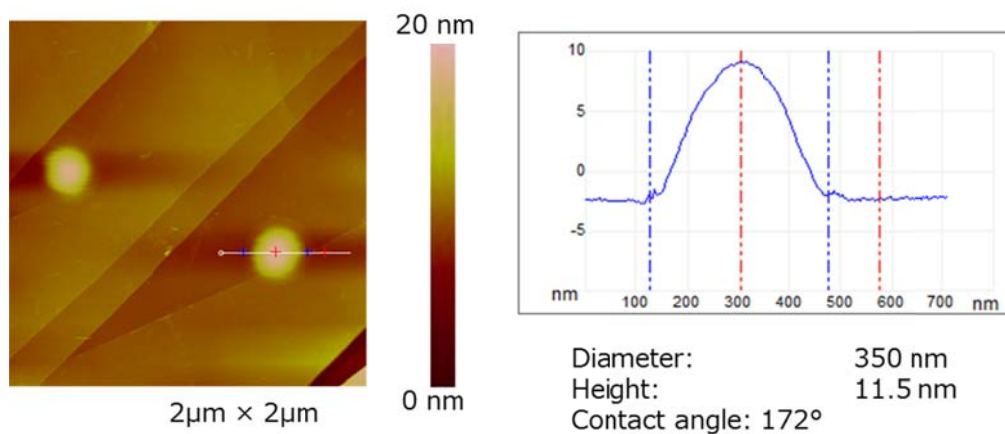 20 nm
0 nm
2μm × 2μm
10
5
0
-5
nm
100 200 300 400 500 600 700
nm
Diameter: 350 nm
Height: 11.5 nm
Contact angle: 172°